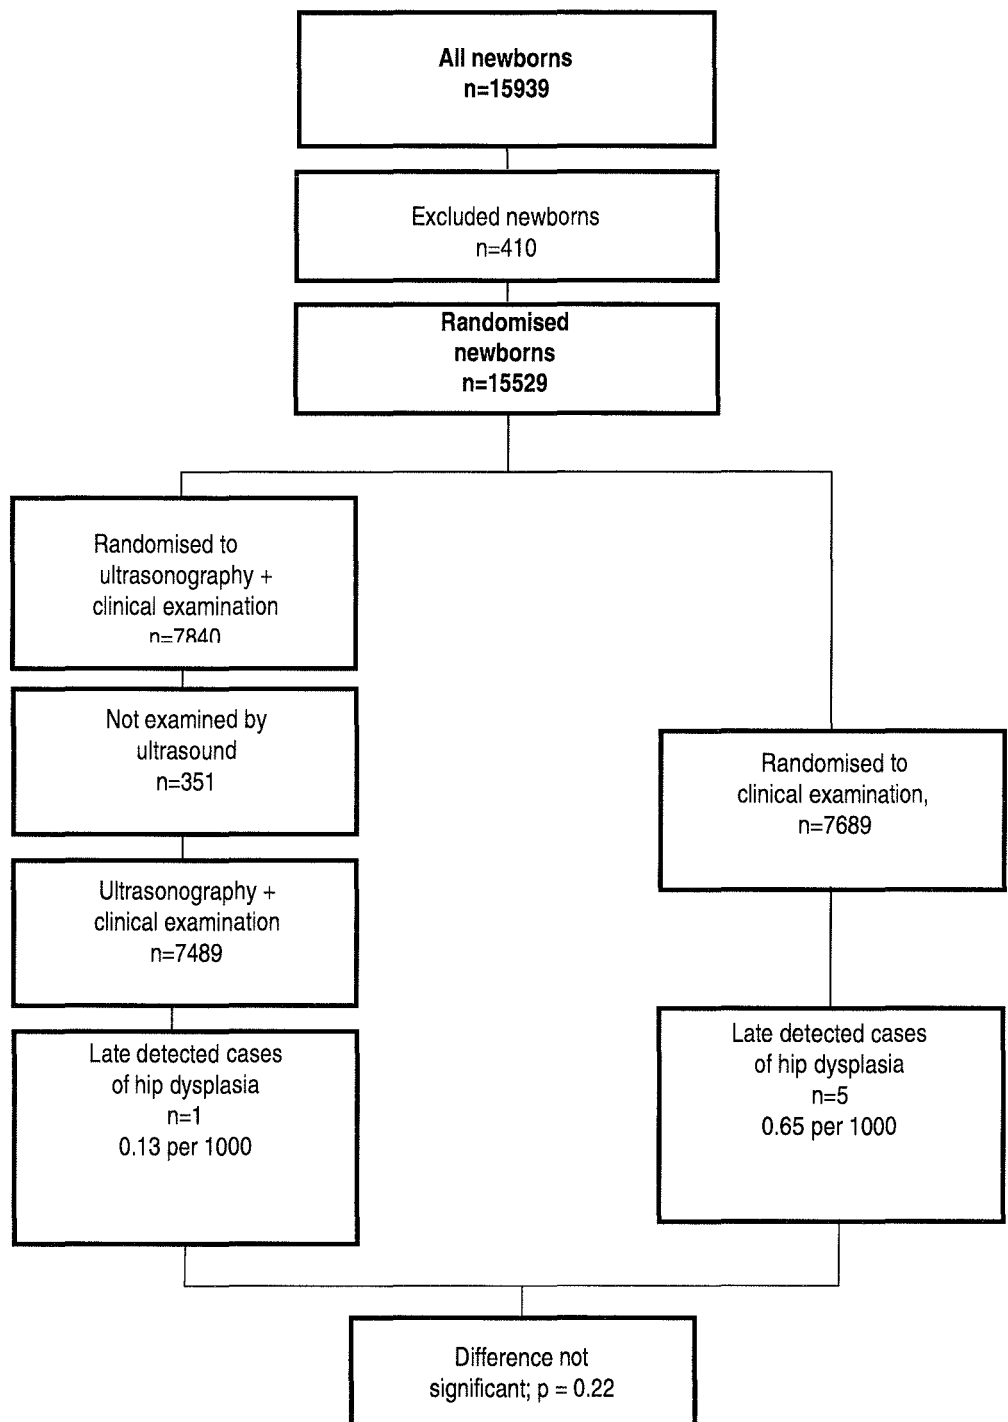 All newborns
n=15939
Excluded newborns
n=410
Randomised
newborns
n=15529
Randomised to
ultrasonography +
clinical examination
n=7840
Not examined by
ultrasound
n=351
Ultrasonography +
clinical examination
n=7489
Late detected cases
of hip dysplasia
n=1
0.13 per 1000
Randomised to
clinical examination,
n=7689
Late detected cases
of hip dysplasia
n=5
0.65 per 1000
Difference not
significant; p = 0.22